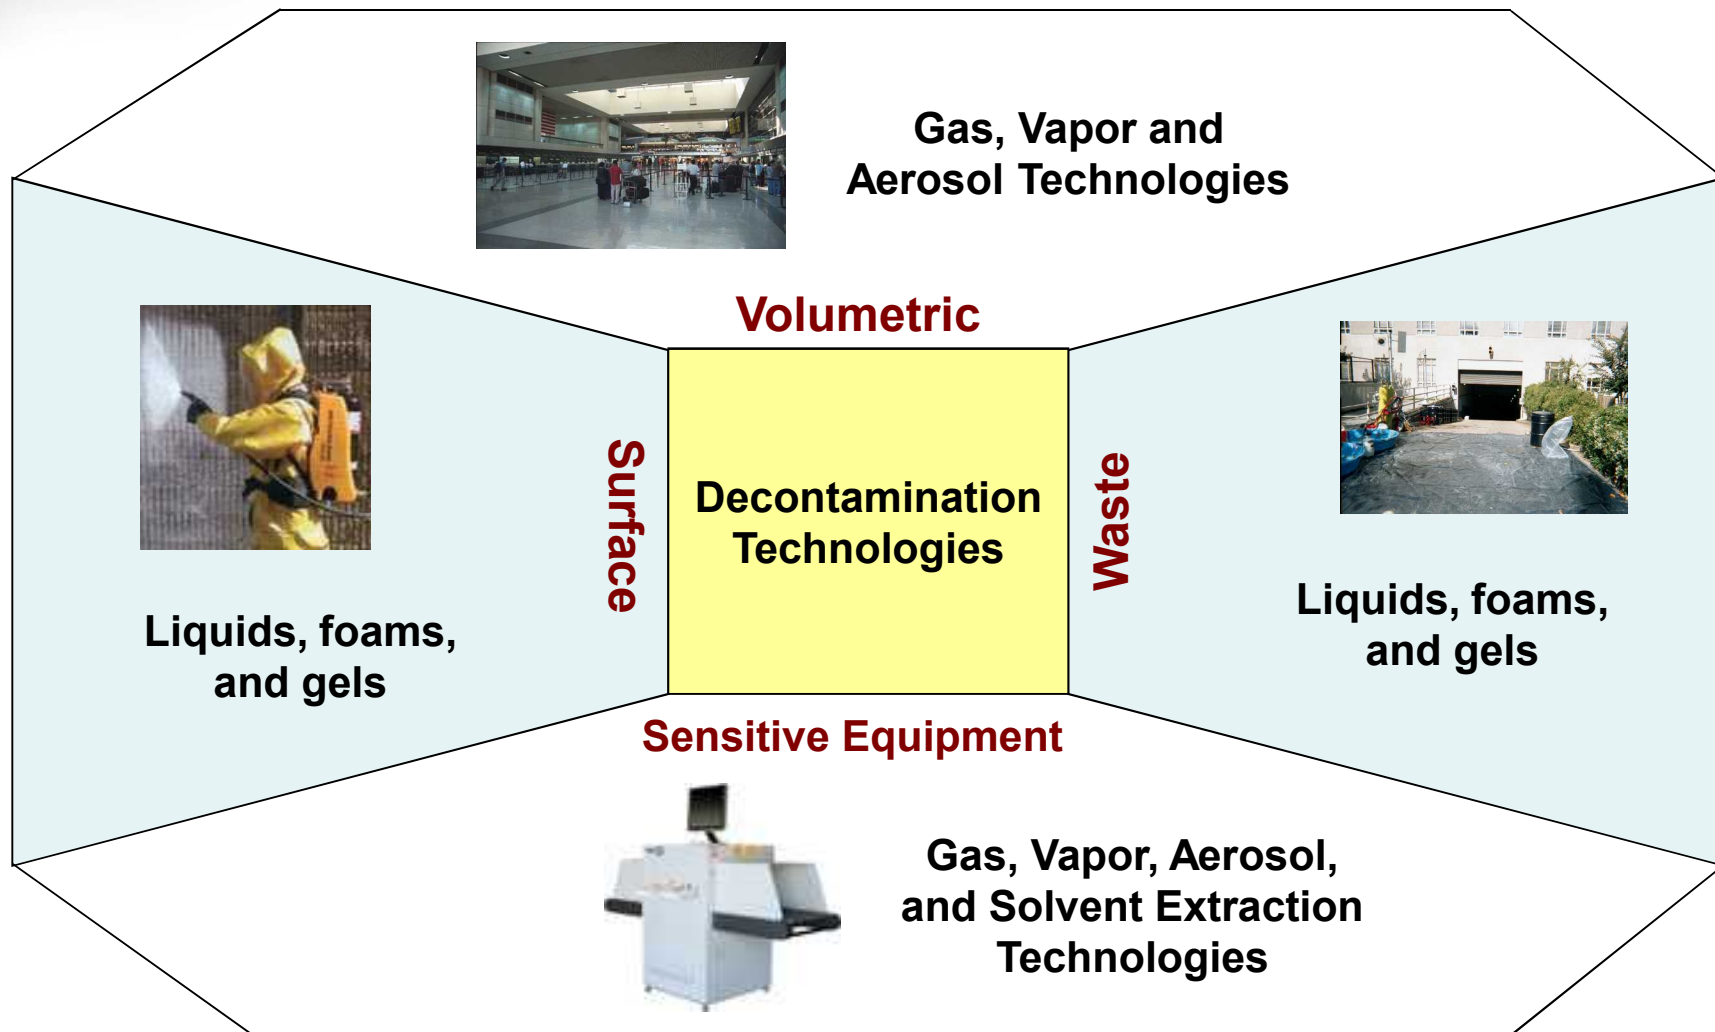 Gas, Vapor and
Aerosol Technologies
Volumetric
Surface
Decontamination
Technologies
Waste
Liquids, foams,
and gels
Liquids, foams,
and gels
Sensitive Equipment
Gas, Vapor, Aerosol,
and Solvent Extraction
Technologies